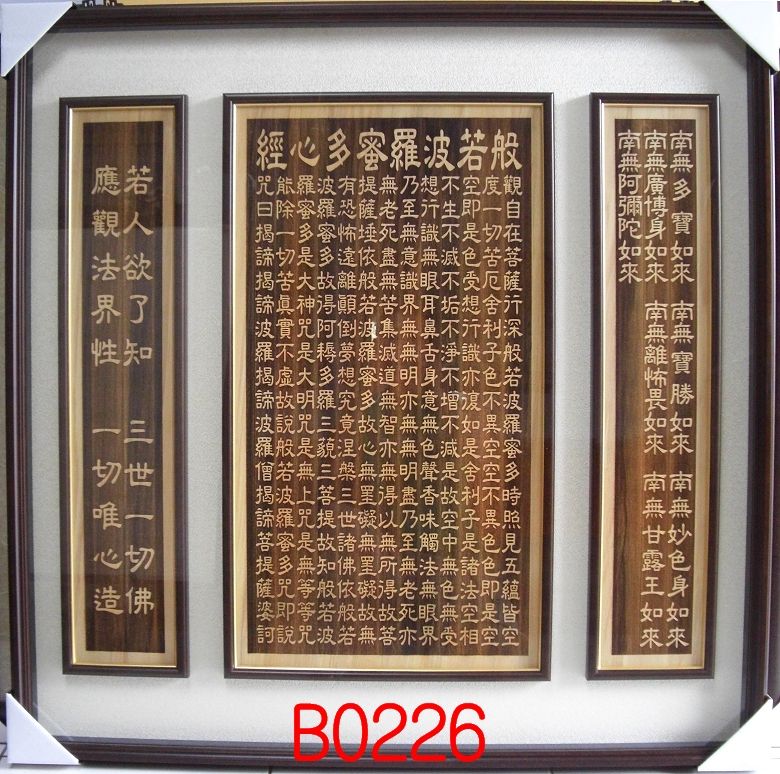 南無多寶如來 南無寶勝如來 南無妙色身如來
南無廣博身如來 南無離怖畏如來 南無甘露王如來
南無阿彌陀如來
般若波羅蜜多心經
觀自在菩薩行深般若波羅蜜多時照見五蘊皆空
度一切苦厄舍利子色不異空空不異色色即是空
空即是色受想行識亦復如是舍利子是諸法空相
不生不滅不垢不淨不增不減是故空中無色無受
想行識無眼耳鼻舌身意無色聲香味觸法無眼界
乃至無意識界無無明亦無無明盡乃至無老死亦
無老死盡無苦集滅道無智亦無得以無所得故菩
提薩埵依般若波羅蜜多故心無罣礙無罣礙故無
有恐怖遠離顛倒夢想究竟涅槃三世諸佛依般若
波羅蜜多故得阿耨多羅三藐三菩提故知般若波
羅蜜多是大神咒是大明咒是無上咒是無等等咒
能除一切苦眞實不虛故說般若波羅蜜多咒即說
咒曰揭諦揭諦波羅揭諦波羅僧揭諦菩提薩婆訶
若人欲了知 三世一切佛
應觀法界性 一切唯心造
B0226